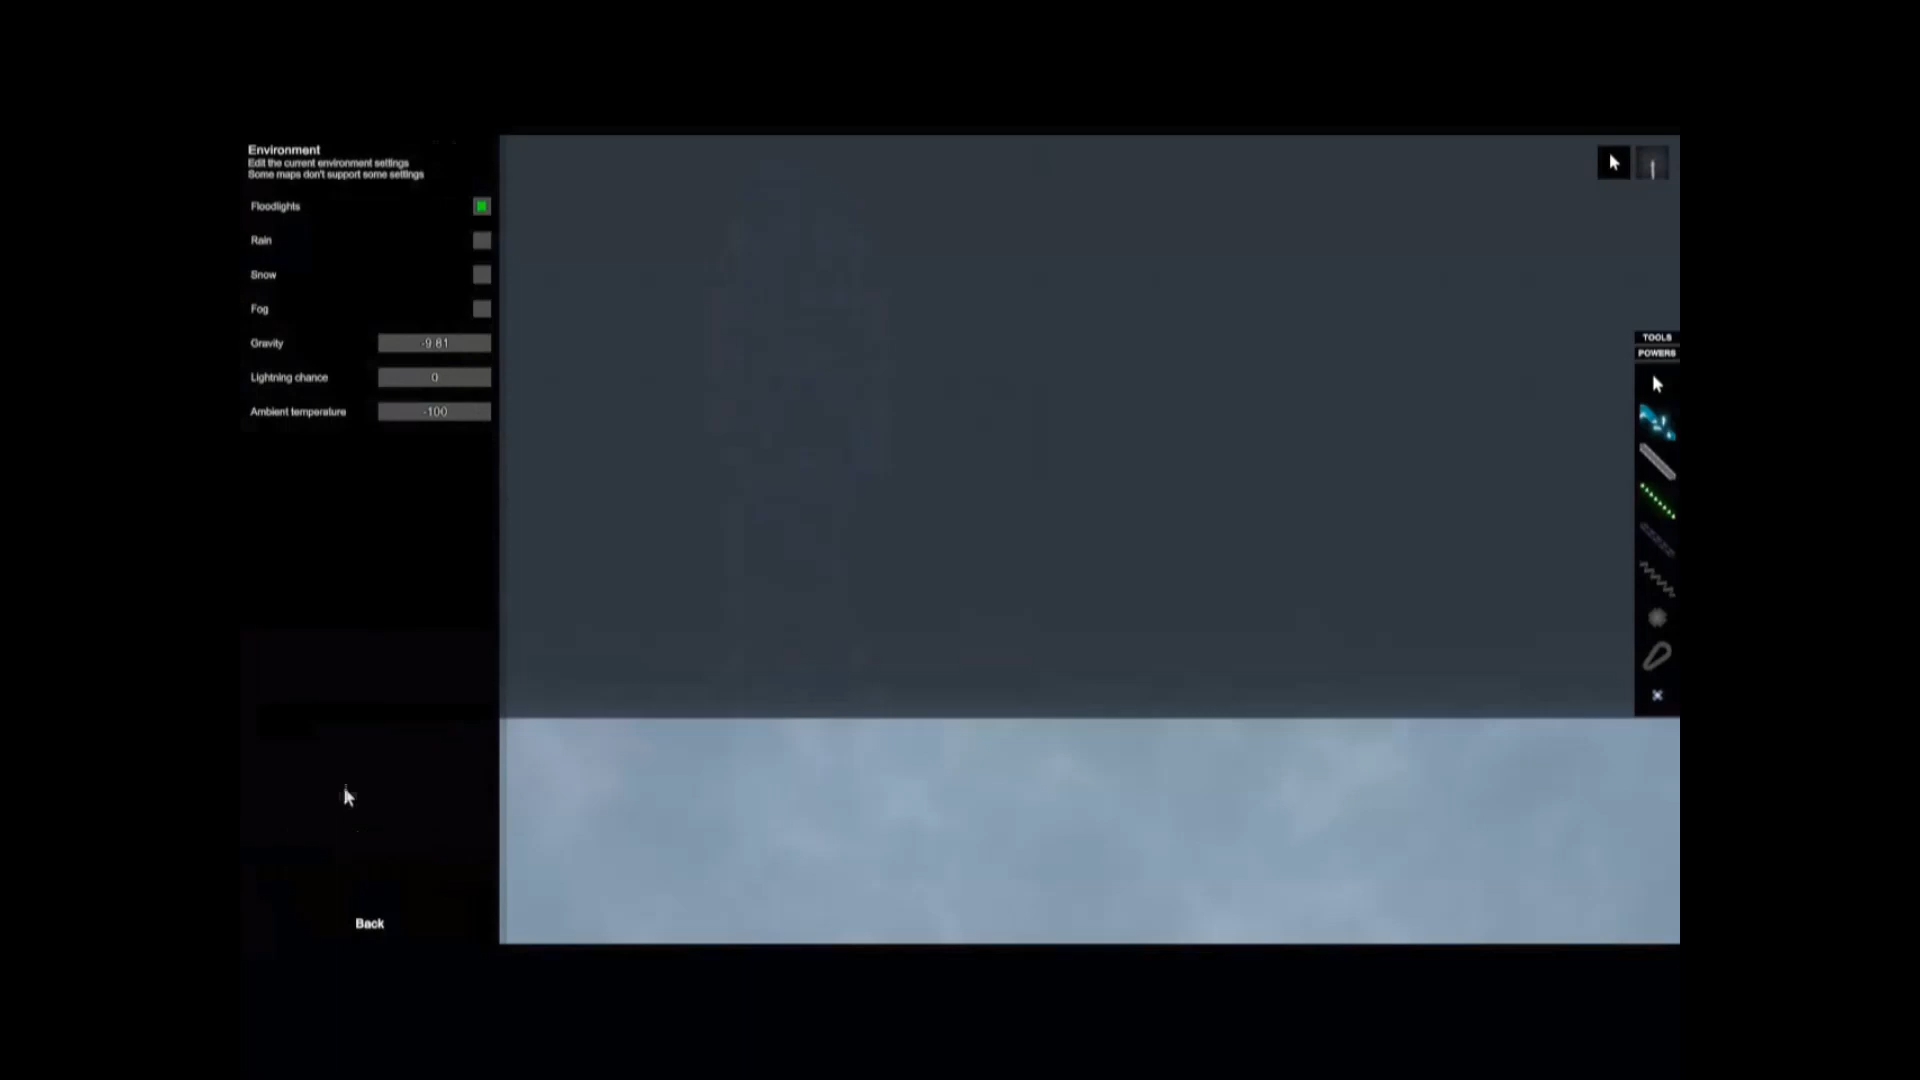 Environment
Edit the current environment settings
Some maps don't support some settings
Floodlights
Rain
Snow
Fog
Gravity -9.81
Lightning chance 0
Ambient temperature -100
TOOLS
POWERS
Back